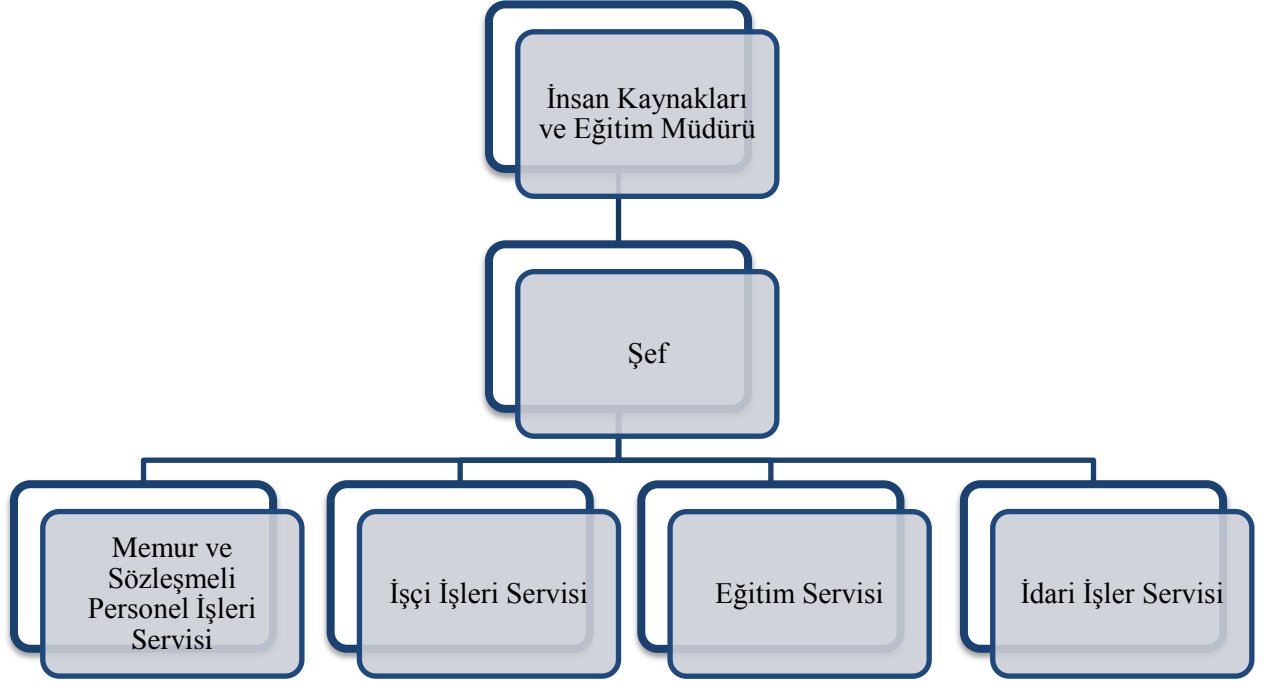 İnsan Kaynakları
ve Eğitim Müdürü
Şef
Memur ve
Sözleşmeli
Personel İşleri
Servisi
İşçi İşleri Servisi
Eğitim Servisi
İdari İşler Servisi